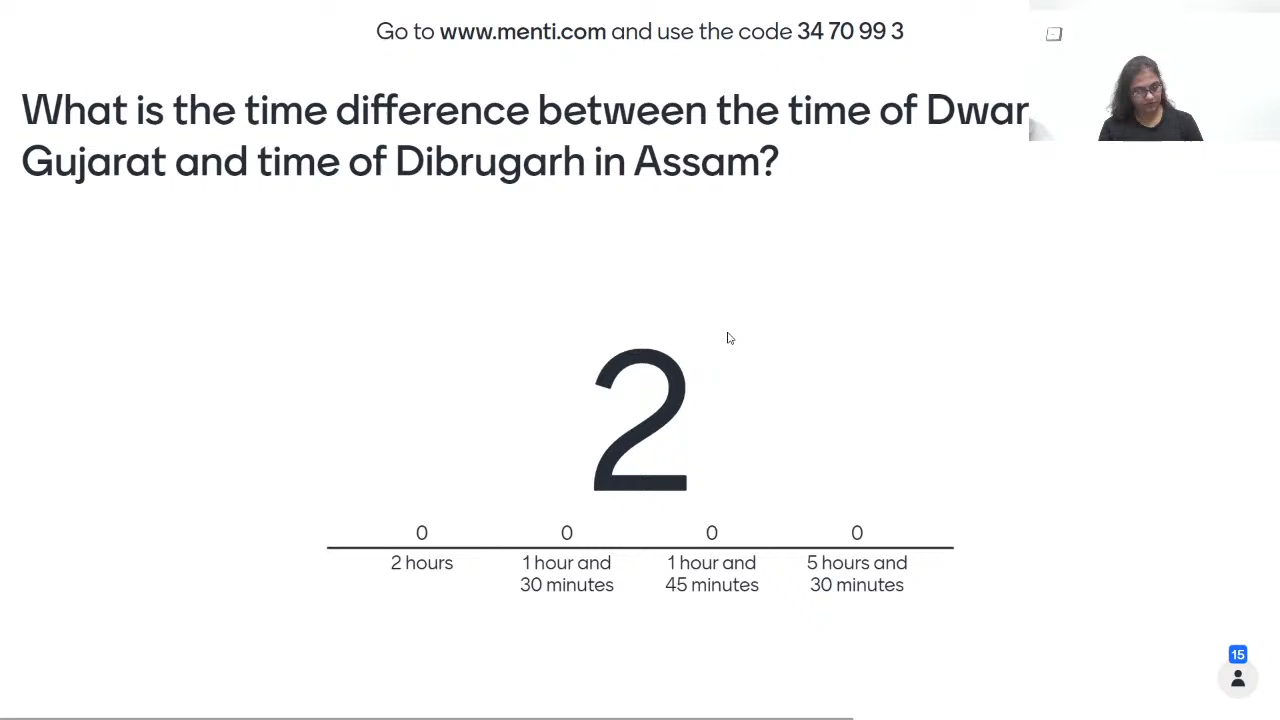 Go to www.menti.com and use the code 34 70 99 3
What is the time difference between the time of Dwar
Gujarat and time of Dibrugarh in Assam?
2
0 0 0 0
2 hours 1 hour and 1 hour and 5 hours and
30 minutes 45 minutes 30 minutes
15